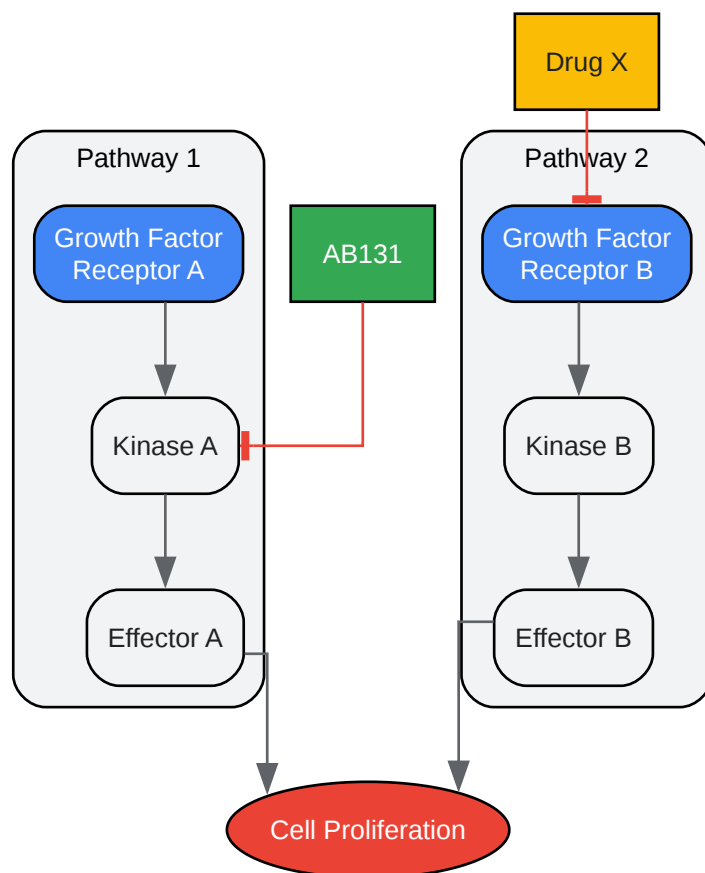 Drug X
Pathway 1
Pathway 2
Growth Factor
Receptor A
AB131
Growth Factor
Receptor B
Kinase A
Kinase B
Effector A
Effector B
Cell Proliferation